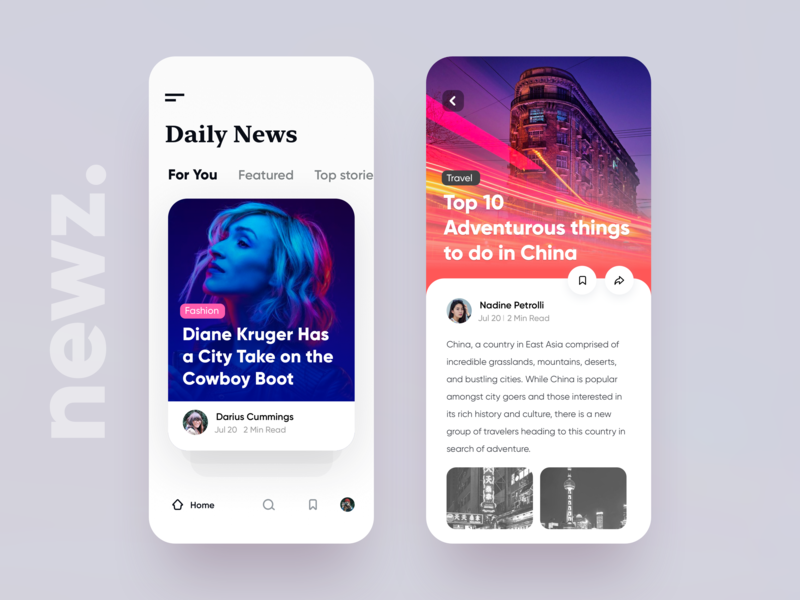 newz.
Daily News
For You Featured Top storie
Fashion
Diane Kruger Has
a City Take on the
Cowboy Boot
Darius Cummings
Jul 20 2 Min Read
Home
Travel
Top 10
Adventurous things
to do in China
Nadine Petrolli
Jul 20 | 2 Min Read
China, a country in East Asia comprised of
incredible grasslands, mountains, deserts,
and bustling cities. While China is popular
amongst city goers and those interested in
its rich history and culture, there is a new
group of travelers heading to this country in
search of adventure.